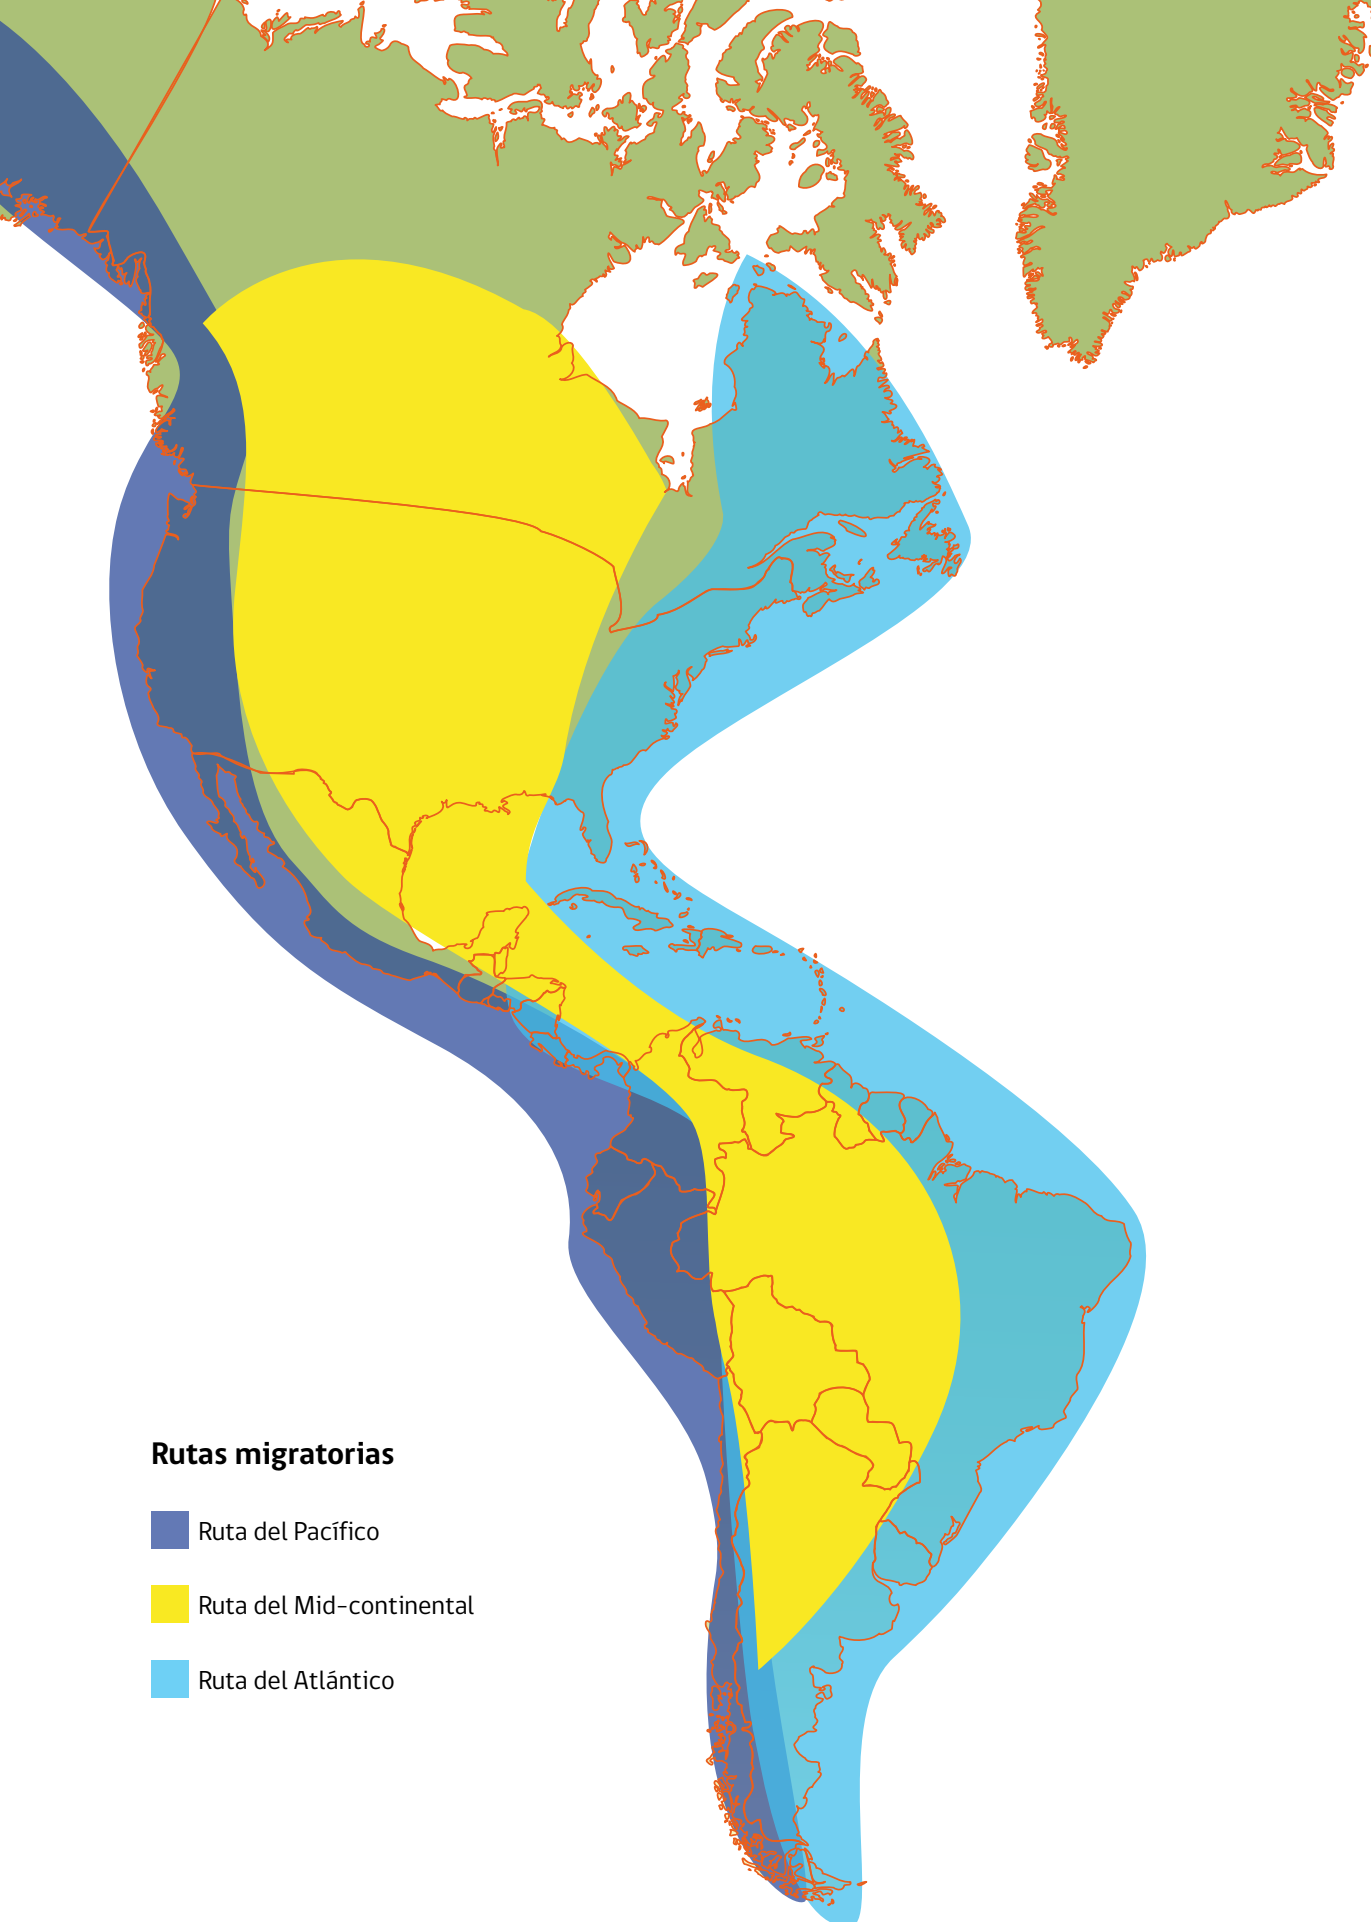 Rutas migratorias
Ruta del Pacífico
Ruta del Mid-continental
Ruta del Atlántico